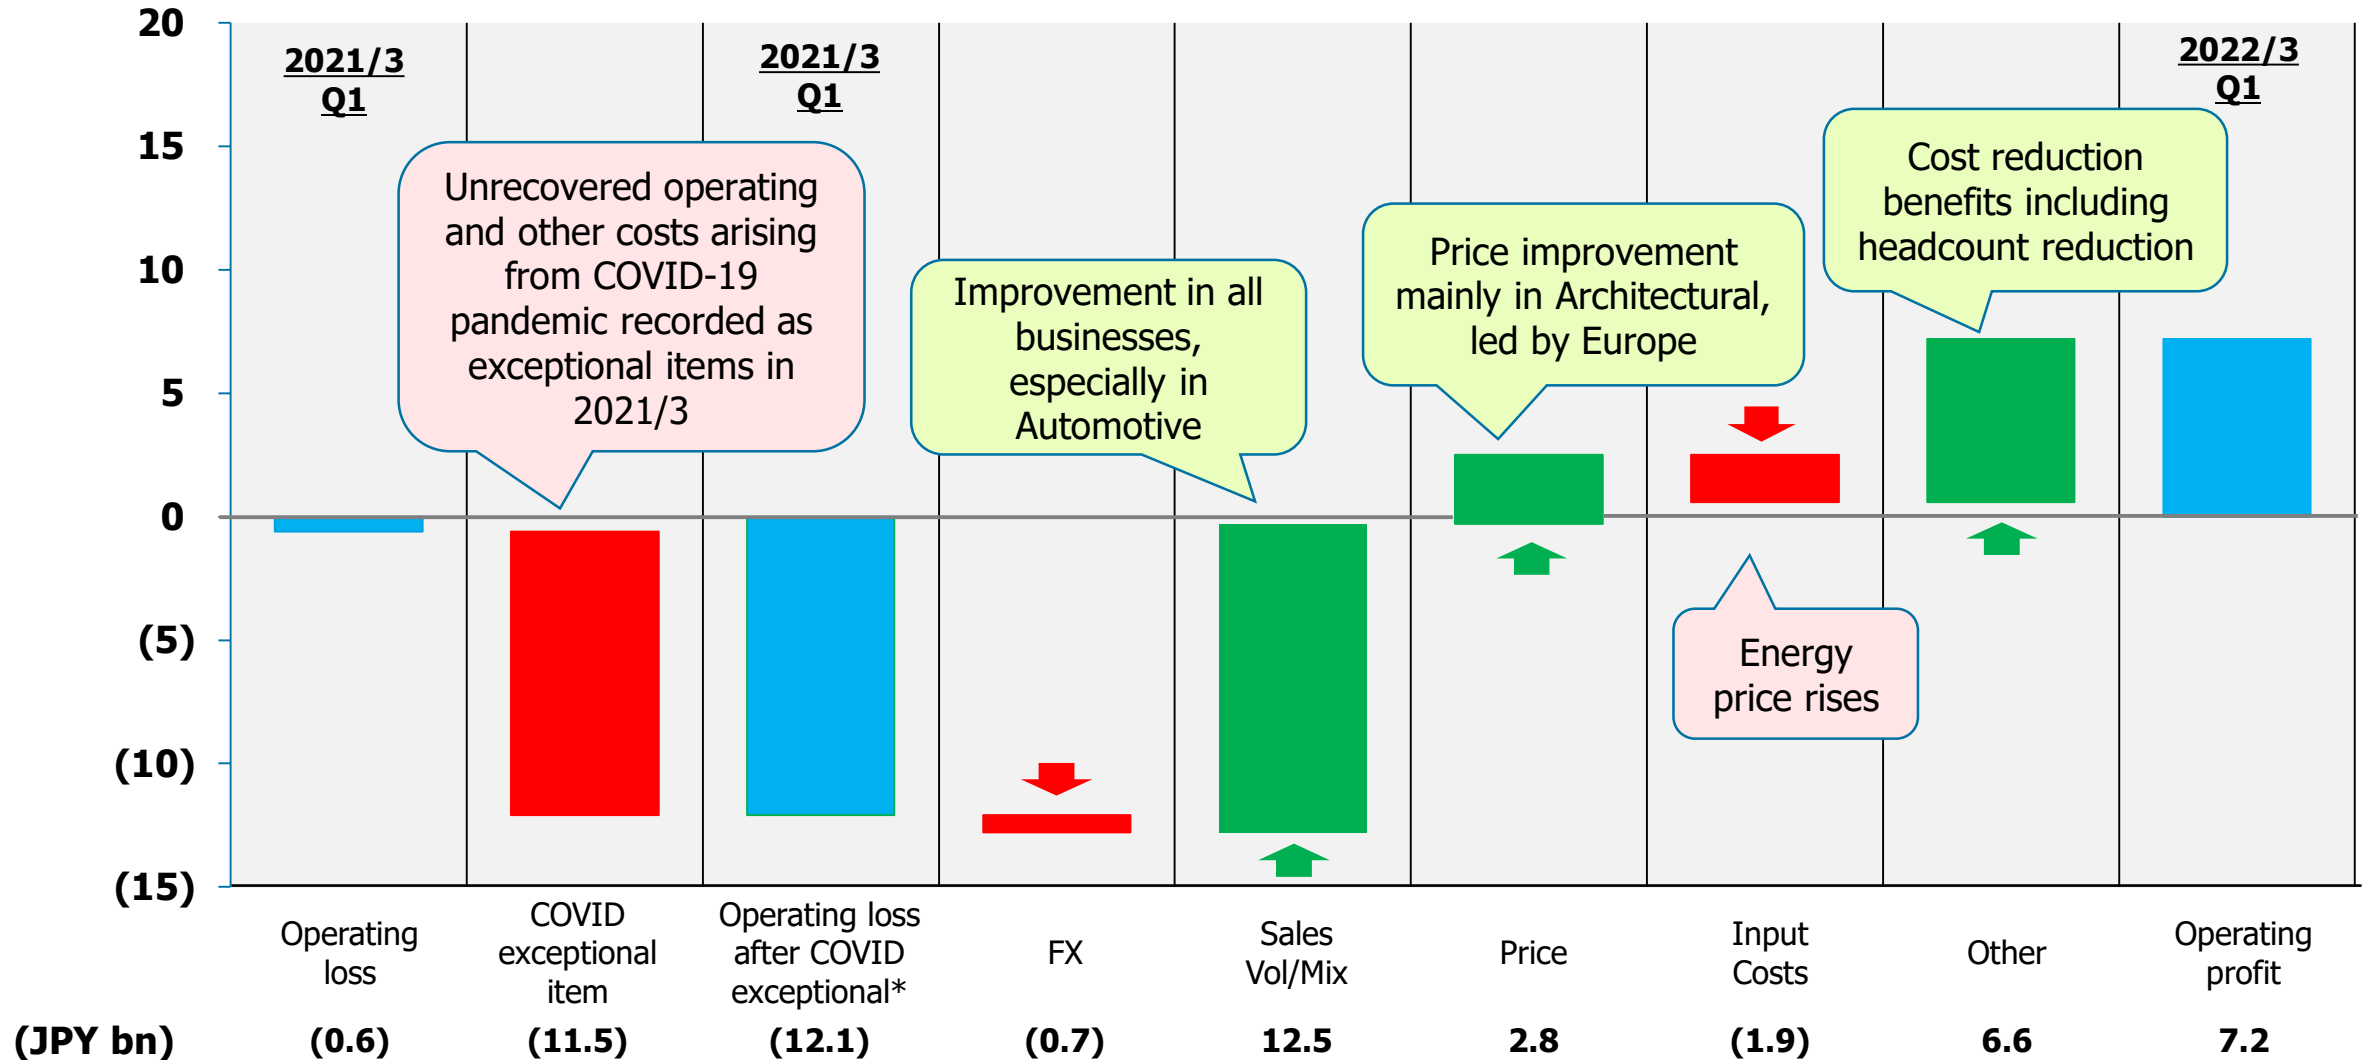 20
15
10
5
0
(5)
(10)
(15)
2021/3
Q1
2021/3
Q1
2022/3
Q1
Unrecovered operating
and other costs arising
from COVID-19
pandemic recorded as
exceptional items in
2021/3
Improvement in all
businesses,
especially in
Automotive
Price improvement
mainly in Architectural,
led by Europe
Cost reduction
benefits including
headcount reduction
Energy
price rises
Operating
loss
COVID
exceptional
item
Operating loss
after COVID
exceptional*
FX
Sales
Vol/Mix
Price
Input
Costs
Other
Operating
profit
(JPY bn) (0.6) (11.5) (12.1) (0.7) 12.5 2.8 (1.9) 6.6 7.2